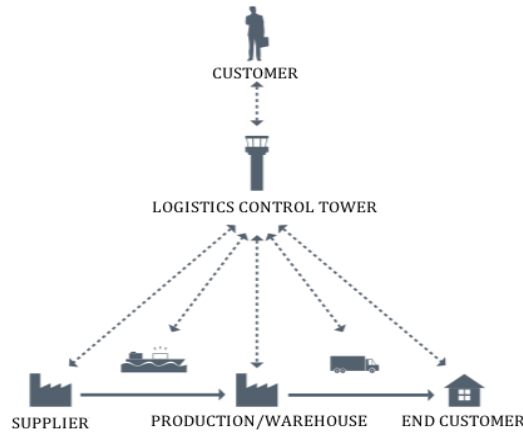 CUSTOMER
LOGISTICS CONTROL TOWER
SUPPLIER
PRODUCTION/WAREHOUSE
END CUSTOMER